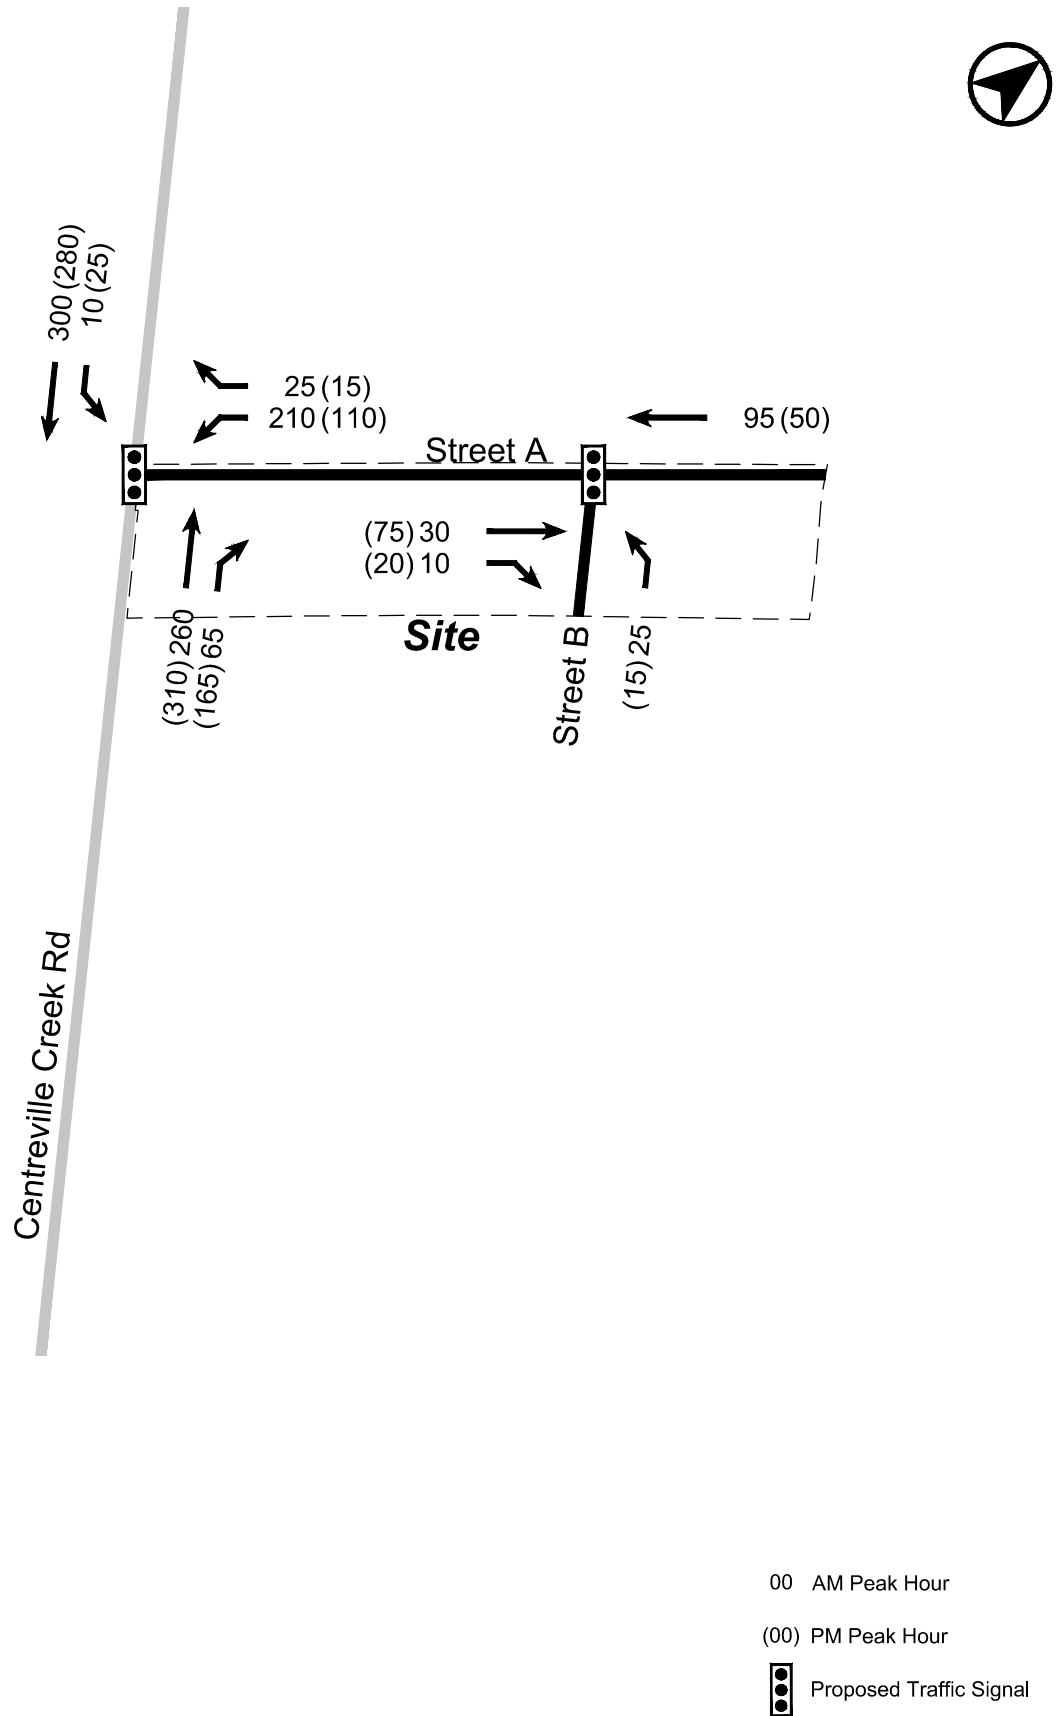 300 (280)
10 (25)
25 (15)
210 (110)
95 (50)
Street A
(75) 30
(20) 10
(310) 260
(165) 65
Site
Street B
(15) 25
Centreville Creek Rd
00 AM Peak Hour
(00) PM Peak Hour
Proposed Traffic Signal